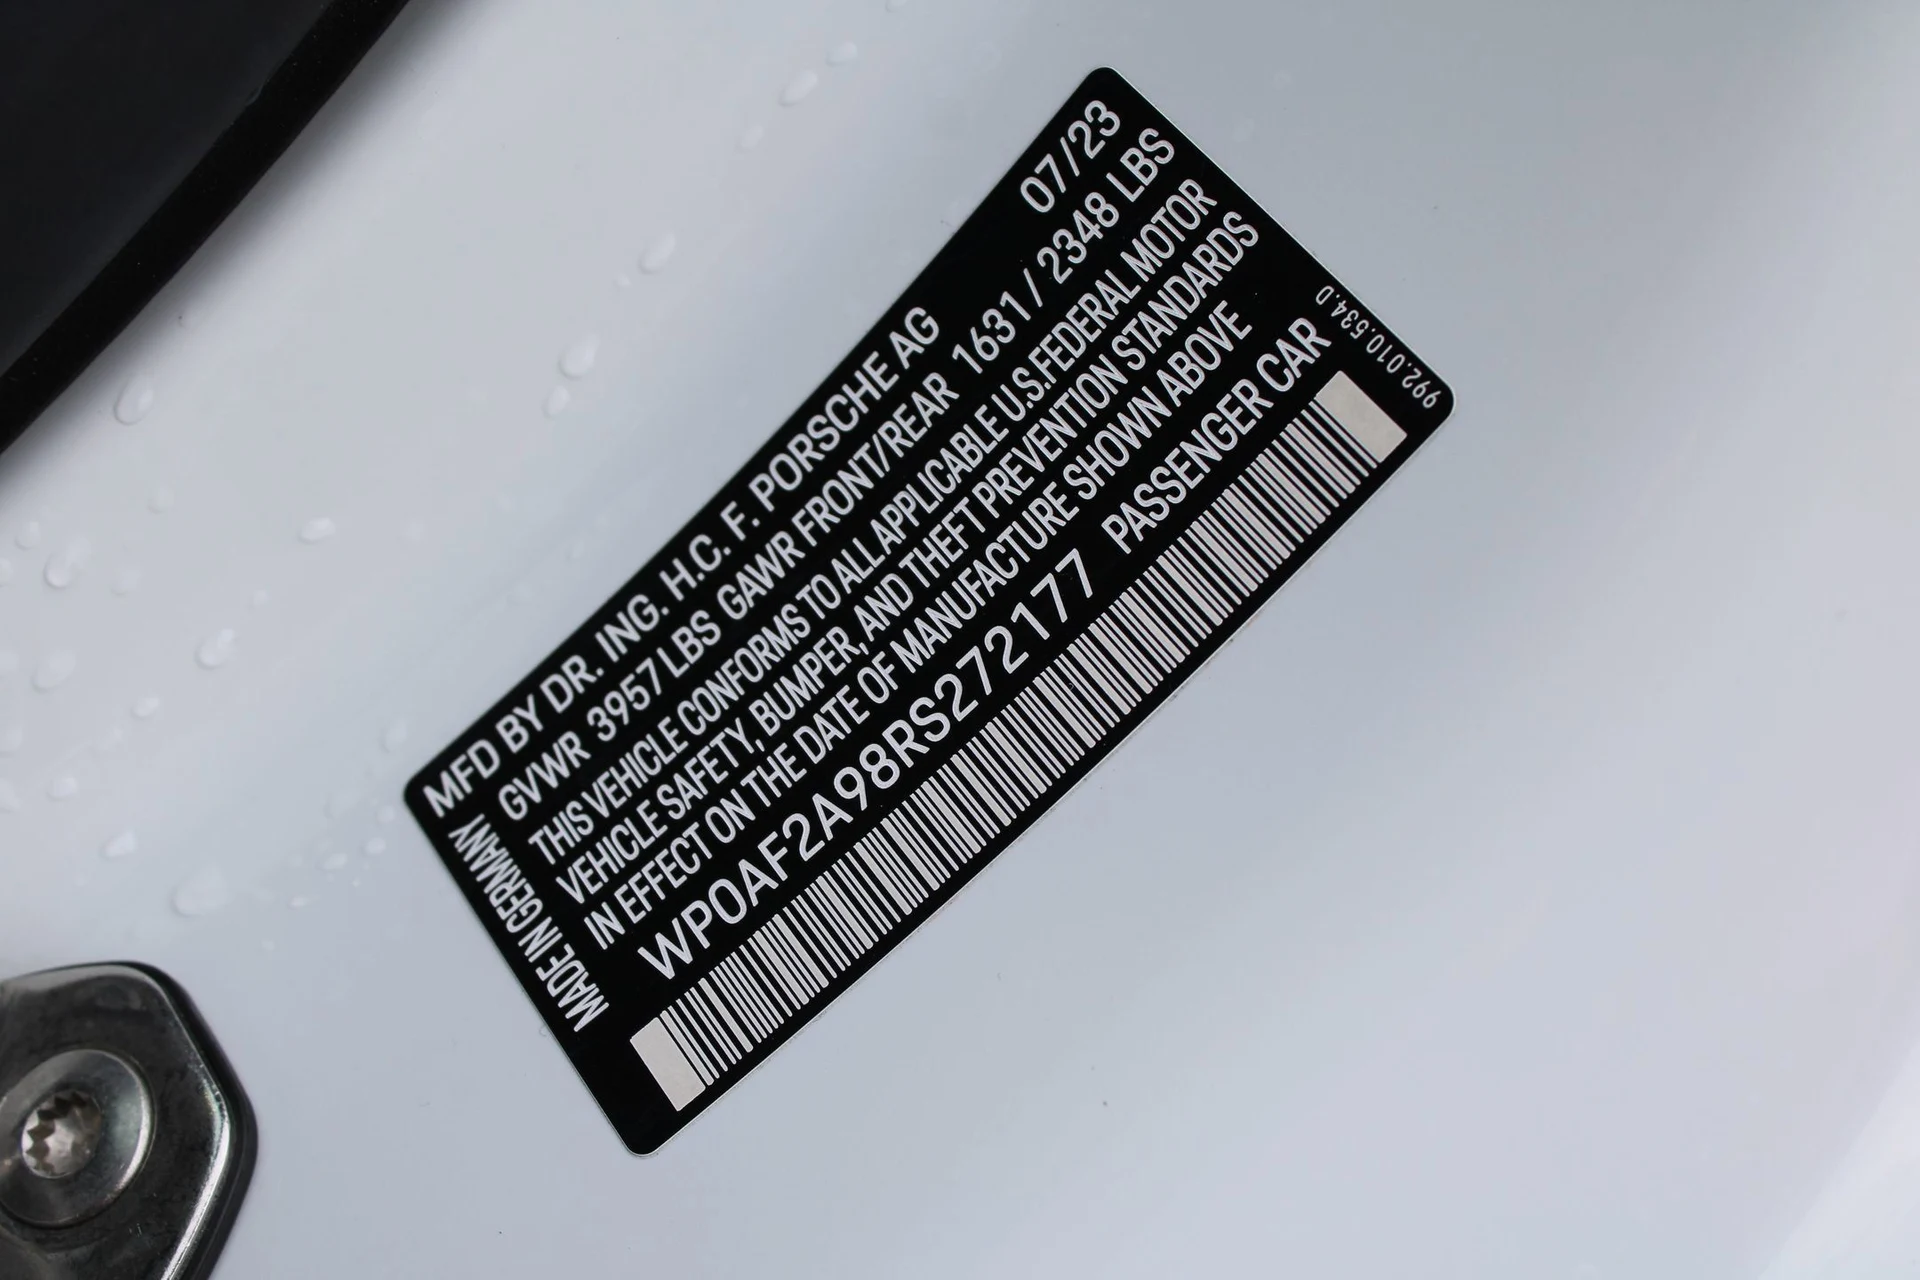 MFD BY DR. ING. H.C. F. PORSCHE AG 07/23
GVWR 3957 LBS GAWR FRONT/REAR 1631 / 2348 LBS
THIS VEHICLE CONFORMS TO ALL APPLICABLE U.S.FEDERAL MOTOR
VEHICLE SAFETY, BUMPER, AND THEFT PREVENTION STANDARDS
IN EFFECT ON THE DATE OF MANUFACTURE SHOWN ABOVE
WP0AF2A98RS272177 PASSENGER CAR
MADE IN GERMANY
992.010.534.D